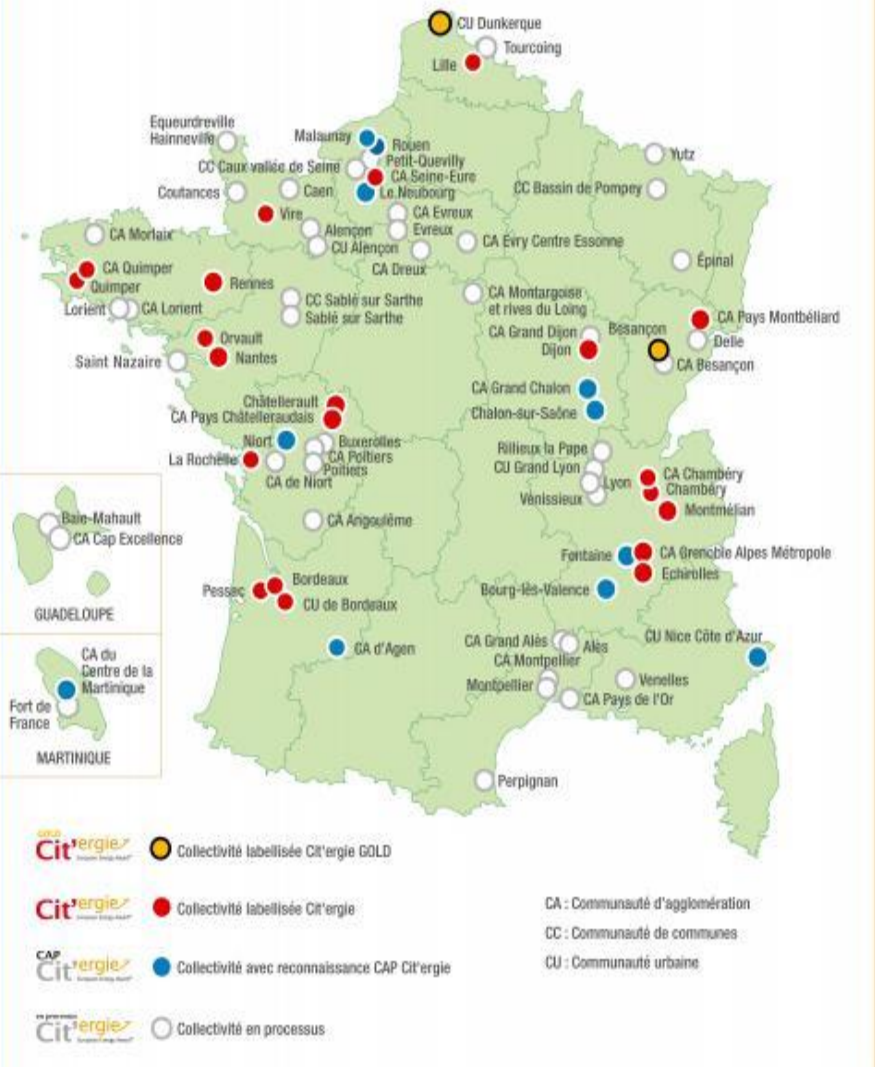 CU Dunkerque
Tourcoing
Lille
Equeurdreville
Hainneville
Malaunay
Rouen
Petit-Quevilly
CC Caux vallée de Seine
CA Seine-Eure
Le Neubourg
Coutances
Caen
Vire
CA Evreux
Evreux
Alençon
CU Alençon
CA Dreux
CA Evry Centre Essonne
Yutz
CC Bassin de Pompey
Épinal
CA Morlaix
CA Quimper
Quimper
Rennes
Lorient
CA Lorient
CC Sablé sur Sarthe
Sablé sur Sarthe
CA Montargoise
et rives du Loing
Orvault
Nantes
Saint Nazaire
CA Grand Dijon
Dijon
Besançon
CA Pays Montbéliard
Delle
CA Besançon
CA Grand Chalon
Chalon-sur-Saône
Châtellerault
CA Pays Châtelleraudais
Niort
Buxerolles
CA Poitiers
Poitiers
La Rochelle
CA de Niort
CA Angoulême
Rillieux la Pape
CU Grand Lyon
Lyon
Vénissieux
CA Chambéry
Chambéry
Montmélian
Fontaine
CA Grenoble Alpes Métropole
Echirolles
Bourg-lès-Valence
Pessac
Bordeaux
CU de Bordeaux
CA d'Agen
CA Grand Alès
Alès
CU Nice Côte d'Azur
CA Montpellier
Montpellier
Venelles
CA Pays de l'Or
Perpignan
Baie-Mahault
CA Cap Excellence
GUADELOUPE
CA du
Centre de la
Martinique
Fort de
France
MARTINIQUE
GOLD
Cit'ergie
Collectivité labellisée Cit'ergie GOLD
Cit'ergie
Collectivité labellisée Cit'ergie
CAP
Cit'ergie
Collectivité avec reconnaissance CAP Cit'ergie
en processus
Cit'ergie
Collectivité en processus
CA : Communauté d'agglomération
CC : Communauté de communes
CU : Communauté urbaine